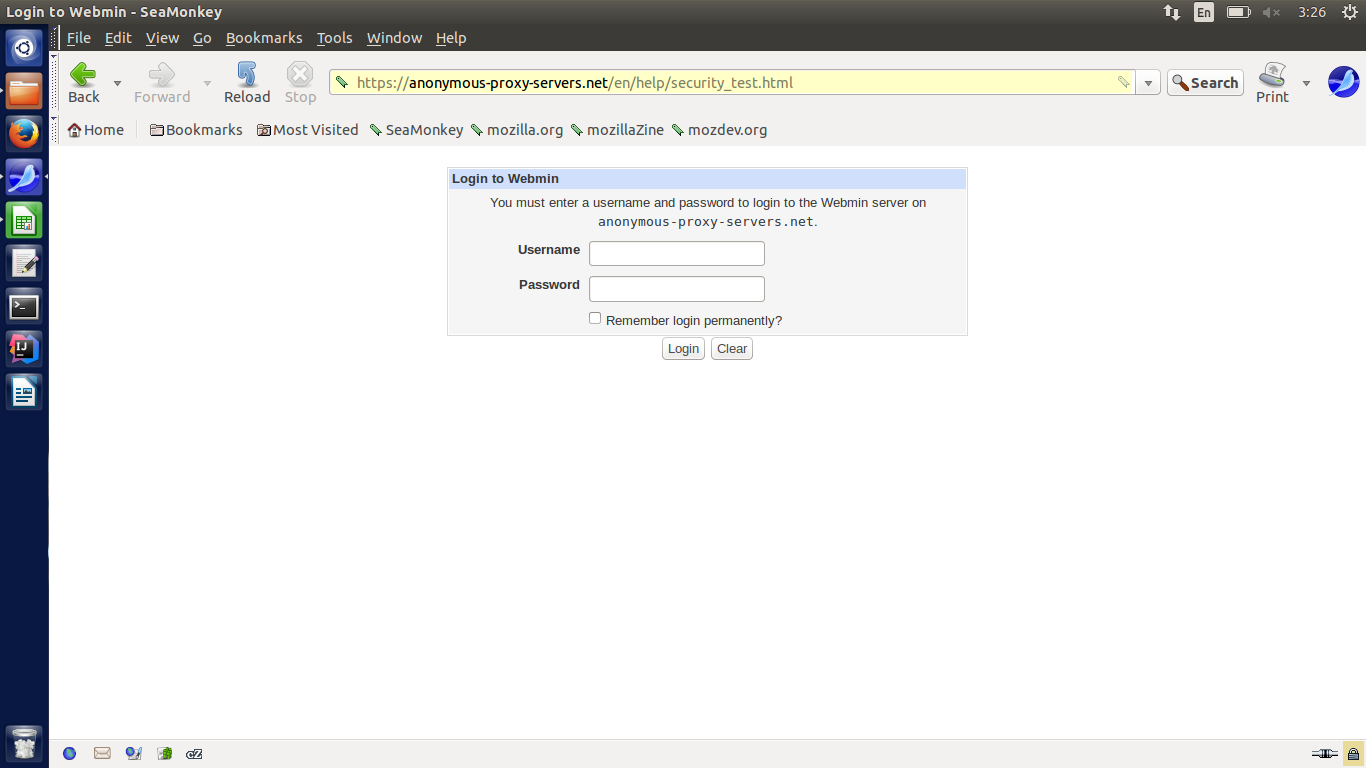 Login to Webmin - SeaMonkey
En
3:26
File Edit View Go Bookmarks Tools Window Help
Back Forward Reload Stop
https://anonymous-proxy-servers.net/en/help/security_test.html
Search
Print
Home Bookmarks Most Visited SeaMonkey mozilla.org mozillaZine mozdev.org
Login to Webmin
You must enter a username and password to login to the Webmin server on
anonymous-proxy-servers.net.
Username
Password
Remember login permanently?
Login Clear
IJ
cZ